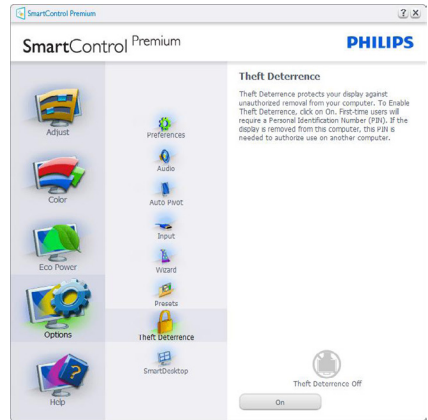 SmartControl Premium
? X
SmartControl Premium
PHILIPS
Adjust
Color
Eco Power
Options
Help
Preferences
Audio
Auto Pivot
Input
Wizard
Presets
Theft Deterrence
SmartDesktop
Theft Deterrence
Theft Deterrence protects your display against
unauthorized removal from your computer. To Enable
Theft Deterrence, click on On. First-time users will
require a Personal Identification Number (PIN). If the
display is removed from this computer, this PIN is
needed to authorize use on another computer.
Theft Deterrence Off
On